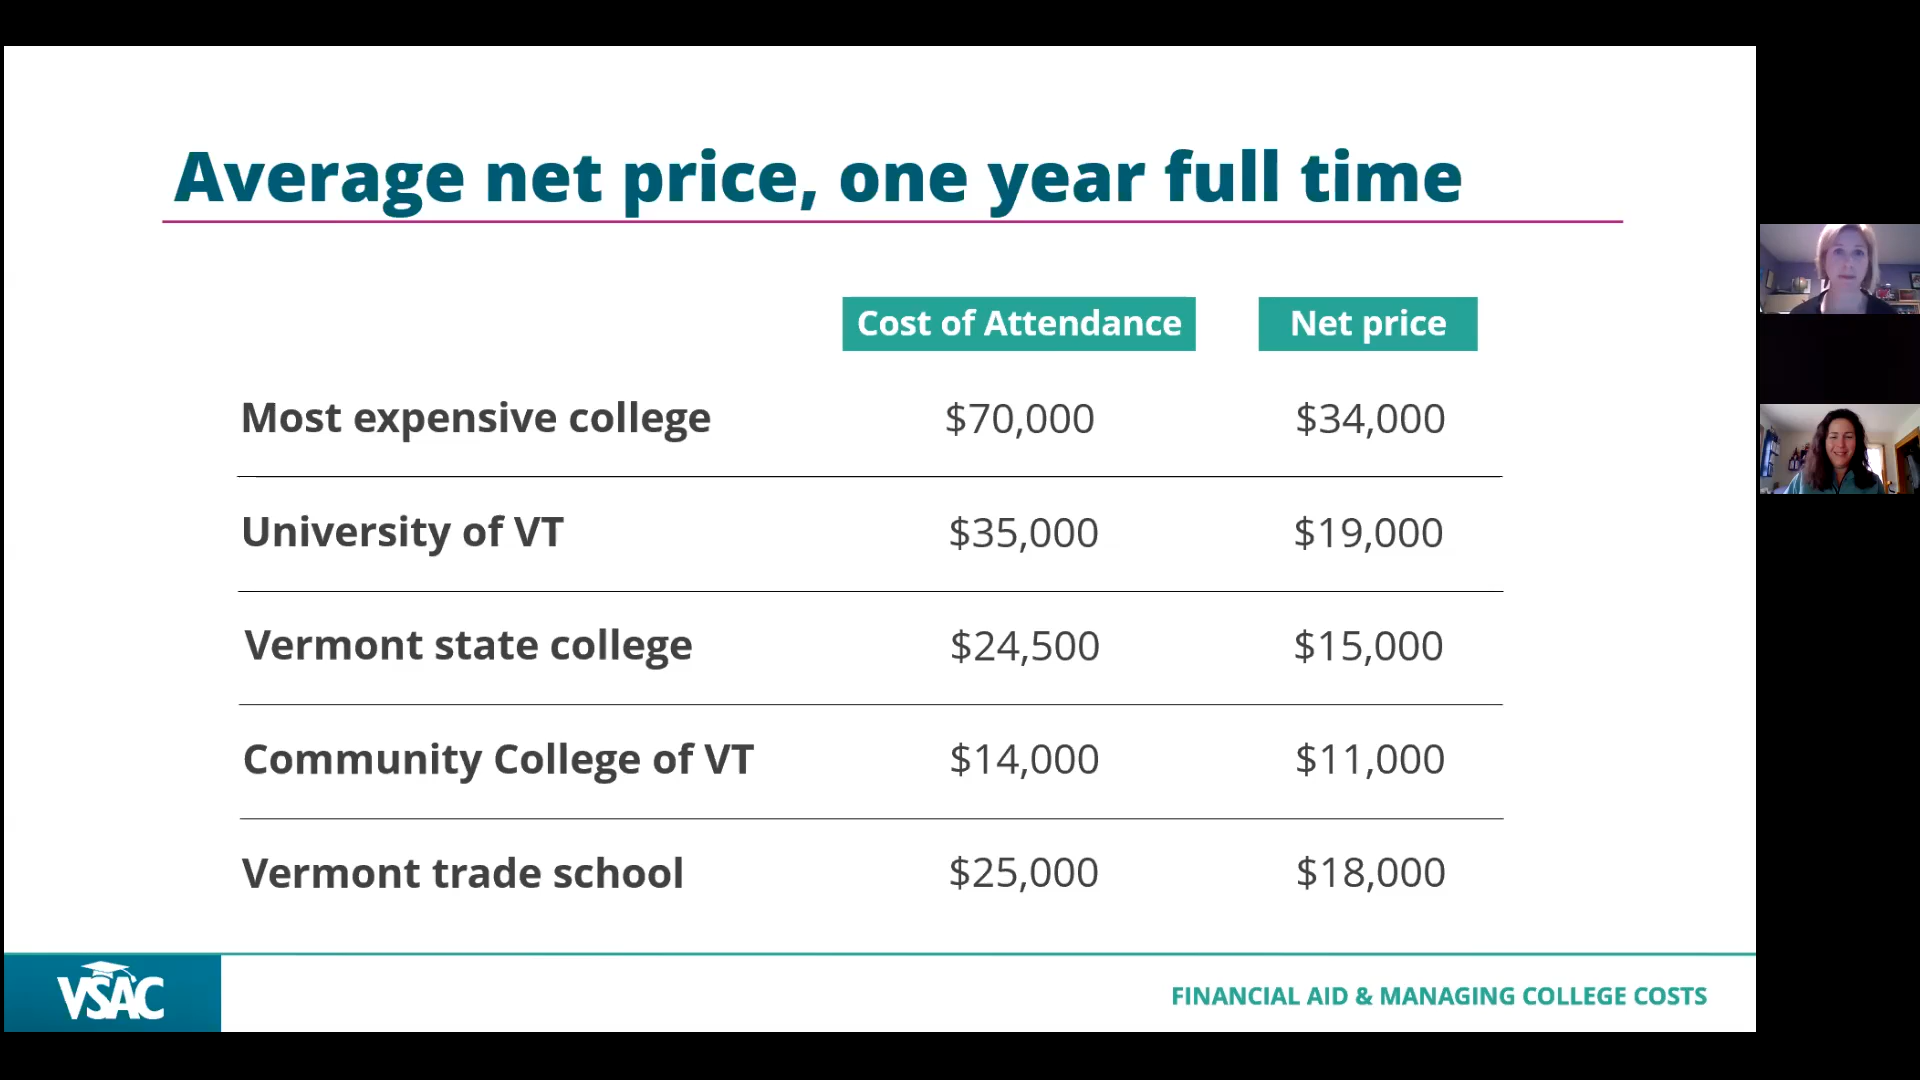 Average net price, one year full time
Cost of Attendance Net price
Most expensive college $70,000 $34,000
University of VT $35,000 $19,000
Vermont state college $24,500 $15,000
Community College of VT $14,000 $11,000
Vermont trade school $25,000 $18,000
VSAC
FINANCIAL AID & MANAGING COLLEGE COSTS